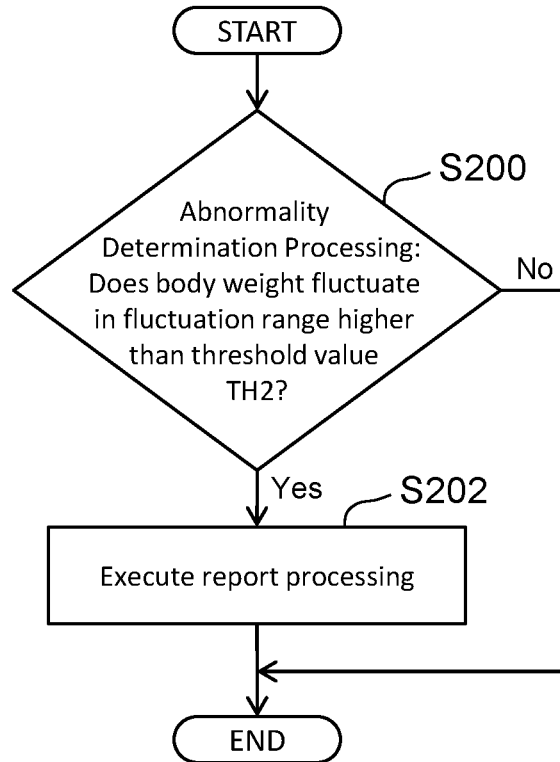 START
S200
Abnormality
Determination Processing:
Does body weight fluctuate
in fluctuation range higher
than threshold value
TH2?
No
Yes
S202
Execute report processing
END